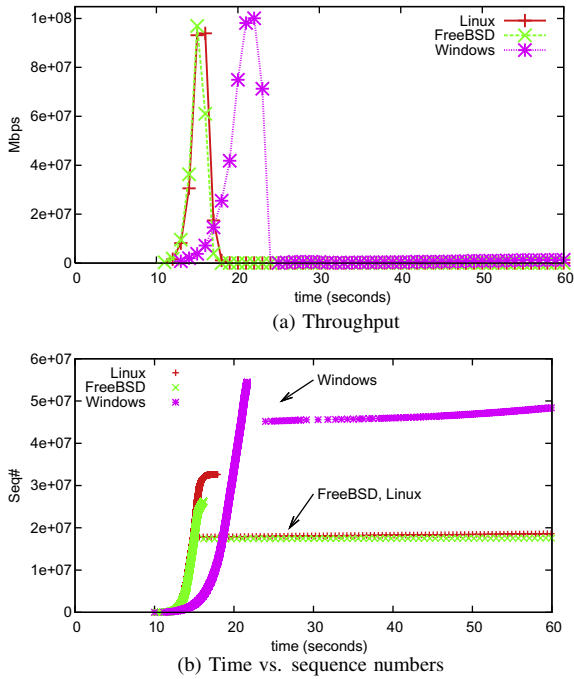 Linux
FreeBSD
Windows
1e+08
8e+07
6e+07
4e+07
2e+07
0
Mbps
0 10 20 30 40 50 60
time (seconds)
(a) Throughput
Linux
FreeBSD
Windows
6e+07
5e+07
4e+07
3e+07
2e+07
1e+07
0
Seq#
Windows
FreeBSD, Linux
0 10 20 30 40 50 60
time (seconds)
(b) Time vs. sequence numbers